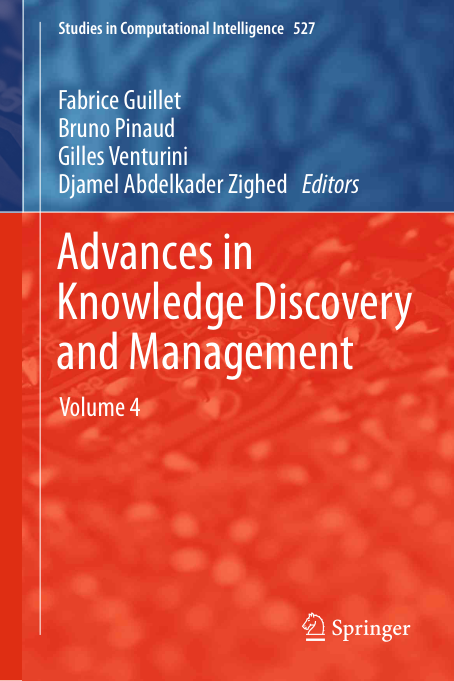 Studies in Computational Intelligence 527
Fabrice Guillet
Bruno Pinaud
Gilles Venturini
Djamel Abdelkader Zighed Editors
Advances in
Knowledge Discovery
and Management
Volume 4
Springer